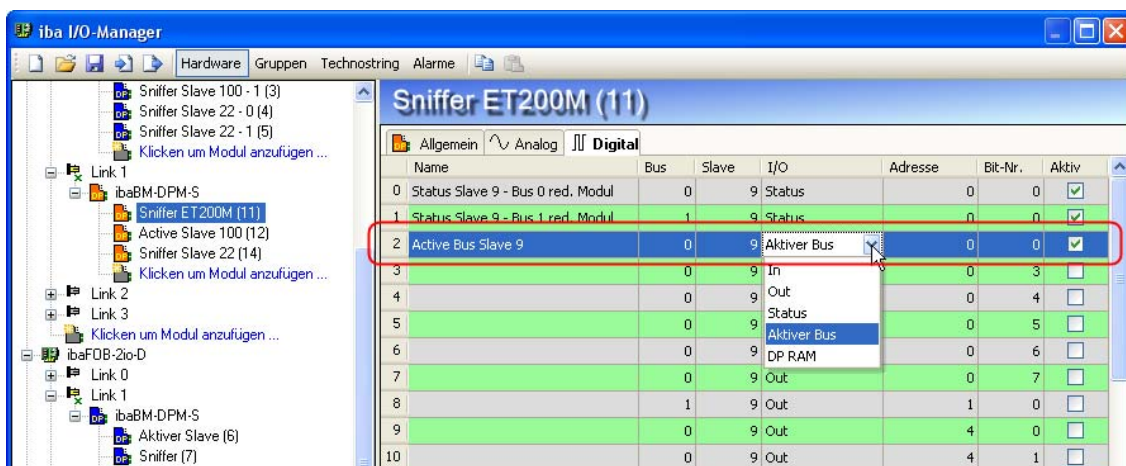 iba I/O-Manager
Hardware Gruppen Technostring Alarme
Sniffer Slave 100 - 1 (3)
Sniffer Slave 22 - 0 (4)
Sniffer Slave 22 - 1 (5)
Klicken um Modul anzufügen ...
Link 1
ibaBM-DPM-S
Sniffer ET200M (11)
Active Slave 100 (12)
Sniffer Slave 22 (14)
Klicken um Modul anzufügen ...
Link 2
Link 3
Klicken um Modul anzufügen ...
ibaFOB-2io-D
Link 0
Link 1
ibaBM-DPM-S
Aktiver Slave (6)
Sniffer (7)
Sniffer ET200M (11)
Allgemein Analog Digital
Name Bus Slave I/O Adresse Bit-Nr. Aktiv
0 Status Slave 9 - Bus 0 red. Modul 0 9 Status 0 0
1 Status Slave 9 - Bus 1 red. Modul 1 9 Status 0 0
2 Active Bus Slave 9 0 9 Aktiver Bus 0 0
3 0 9 In 0 3
4 0 9 Out 0 4
Status
5 0 9 Aktiver Bus 0 5
6 0 9 DP RAM 0 6
7 0 9 Out 0 7
8 1 9 Out 1 0
9 0 9 Out 4 0
10 0 9 Out 4 1